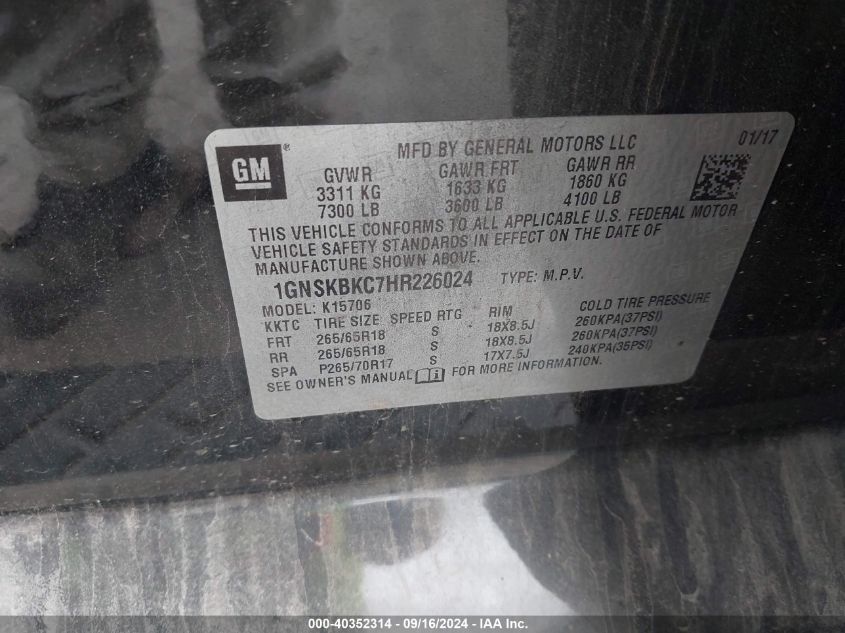 GM ®
MFD BY GENERAL MOTORS LLC 01/17
GVWR GAWR FRT GAWR RR
3311 KG 1633 KG 1860 KG
7300 LB 3600 LB 4100 LB
THIS VEHICLE CONFORMS TO ALL APPLICABLE U.S. FEDERAL MOTOR
VEHICLE SAFETY STANDARDS IN EFFECT ON THE DATE OF
MANUFACTURE SHOWN ABOVE.
1GNSKBKC7HR226024 TYPE: M.P.V.
MODEL: K15706
KKTC TIRE SIZE SPEED RTG RIM COLD TIRE PRESSURE
FRT 265/65R18 S 18X8.5J 260KPA(37PSI)
RR 265/65R18 S 18X8.5J 260KPA(37PSI)
SPA P265/70R17 S 17X7.5J 240KPA(35PSI)
SEE OWNER'S MANUAL FOR MORE INFORMATION.
000-40352314 - 09/16/2024 - IAA Inc.